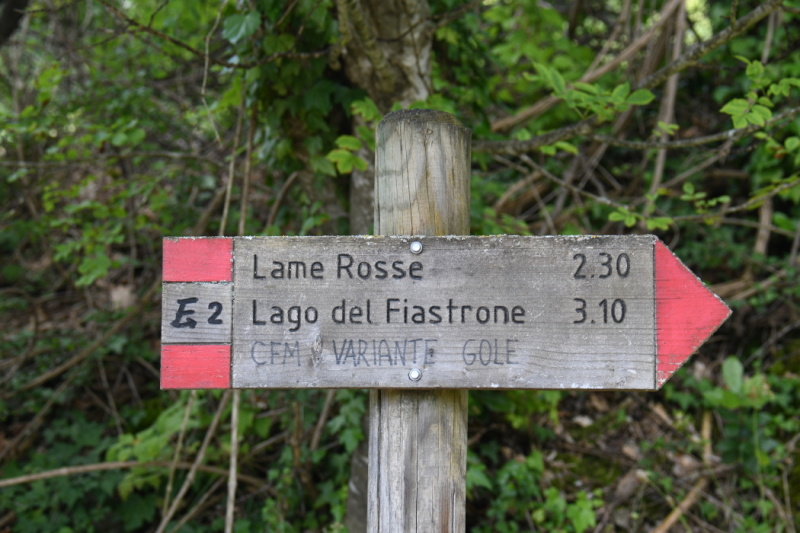 Lame Rosse 2.30
E2 Lago del Fiastrone 3.10
CFM VARIANTE GOLE